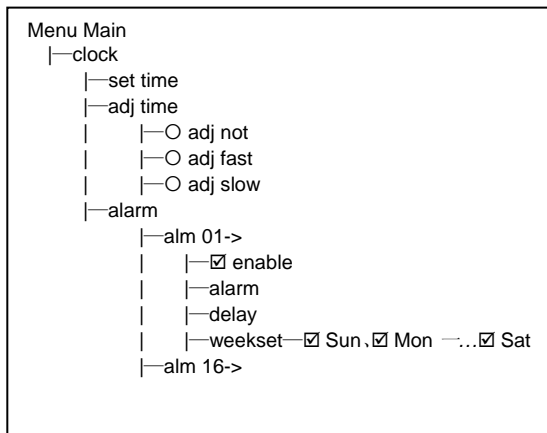 Menu Main
|—clock
|—set time
|—adj time
| |—○ adj not
| |—○ adj fast
| |—○ adj slow
|—alarm
|—alm 01->
| |—☑ enable
| |—alarm
| |—delay
| |—weekset—☑ Sun、☑ Mon —…☑ Sat
|—alm 16->